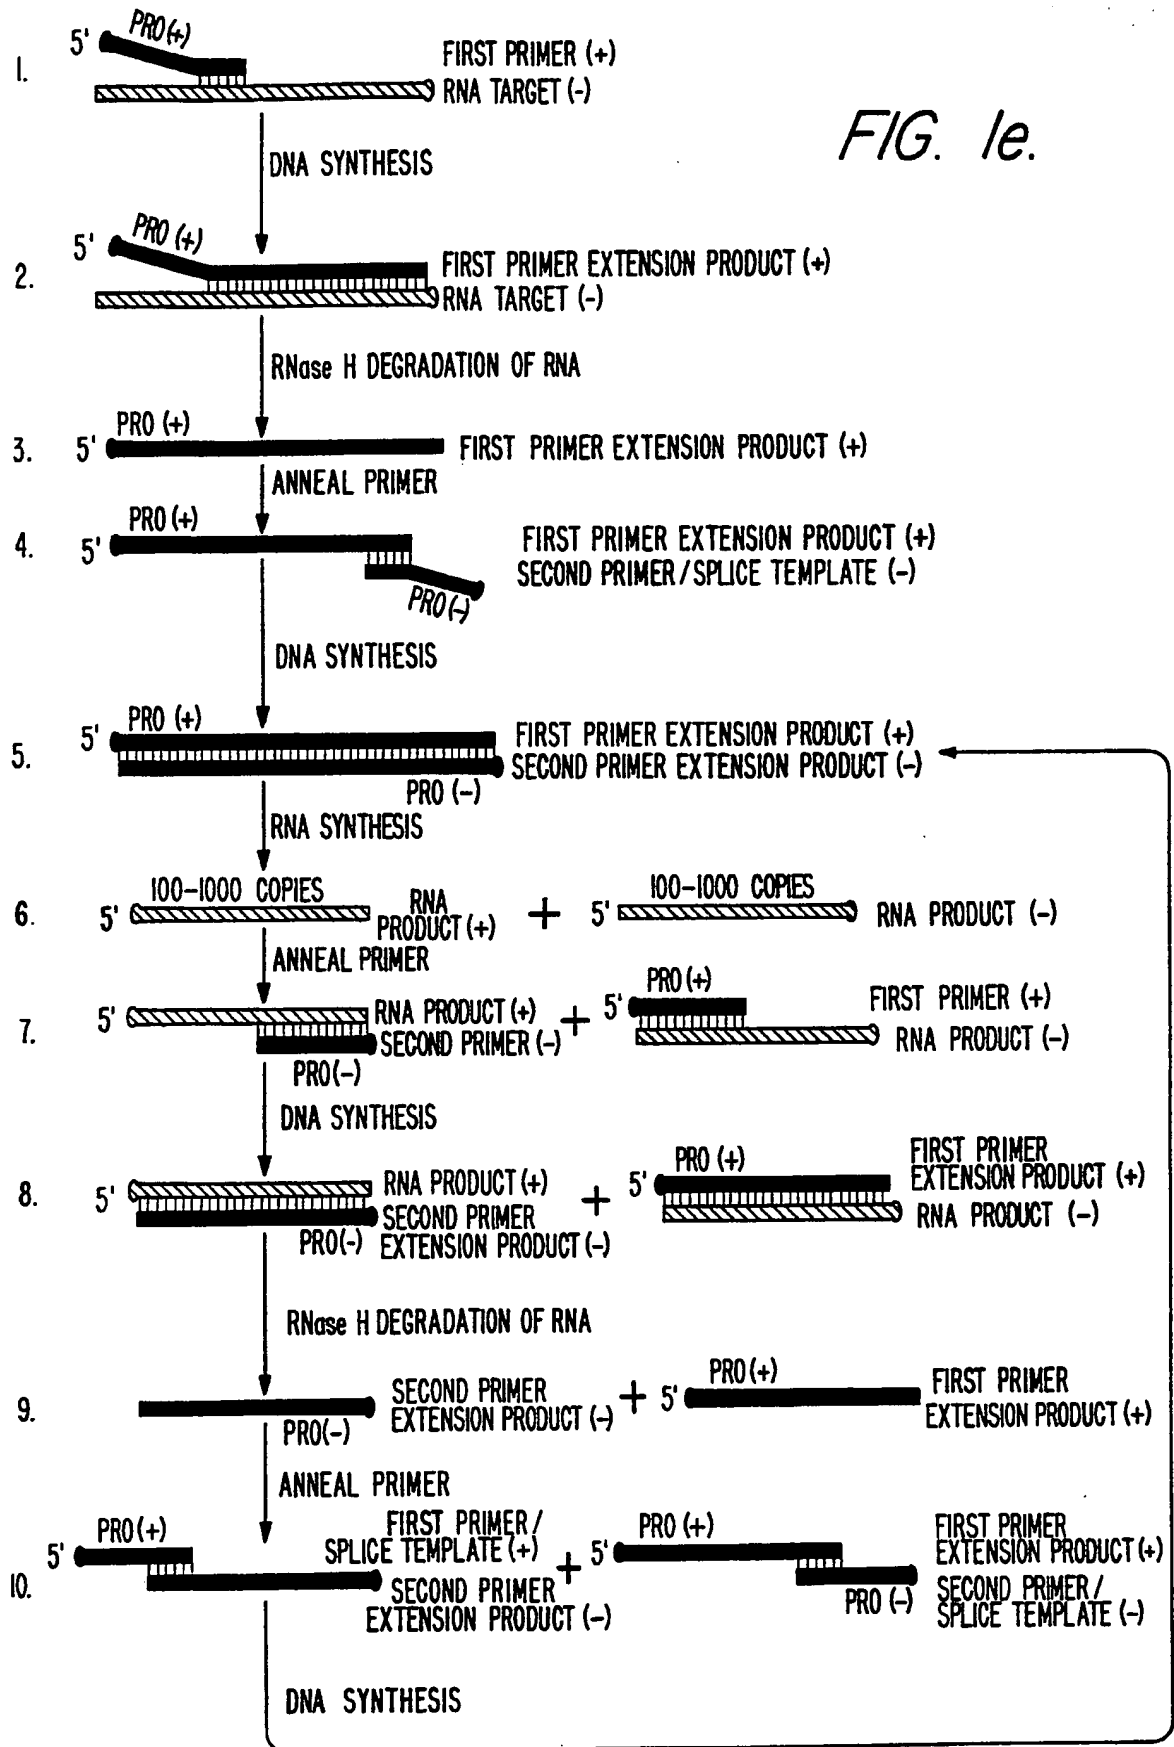 FIG. 1e.
1.
5'
PRO(+)
FIRST PRIMER (+)
RNA TARGET (-)
DNA SYNTHESIS
2.
5'
PRO (+)
FIRST PRIMER EXTENSION PRODUCT (+)
RNA TARGET (-)
RNase H DEGRADATION OF RNA
3.
5'
PRO (+)
FIRST PRIMER EXTENSION PRODUCT (+)
ANNEAL PRIMER
4.
5'
PRO (+)
FIRST PRIMER EXTENSION PRODUCT (+)
SECOND PRIMER/SPLICE TEMPLATE (-)
PRO(-)
DNA SYNTHESIS
5.
5'
PRO (+)
FIRST PRIMER EXTENSION PRODUCT (+)
SECOND PRIMER EXTENSION PRODUCT (-)
PRO (-)
RNA SYNTHESIS
6.
5'
100-1000 COPIES
RNA
PRODUCT (+)
+
5'
100-1000 COPIES
RNA PRODUCT (-)
ANNEAL PRIMER
7.
5'
RNA PRODUCT (+)
SECOND PRIMER (-)
PRO(-)
+
5'
PRO(+)
FIRST PRIMER (+)
RNA PRODUCT (-)
DNA SYNTHESIS
8.
5'
RNA PRODUCT (+)
SECOND PRIMER
EXTENSION PRODUCT (-)
PRO(-)
+
5'
PRO (+)
FIRST PRIMER
EXTENSION PRODUCT (+)
RNA PRODUCT (-)
RNase H DEGRADATION OF RNA
9.
SECOND PRIMER
EXTENSION PRODUCT (-)
PRO(-)
+
5'
PRO(+)
FIRST PRIMER
EXTENSION PRODUCT (+)
ANNEAL PRIMER
10.
5'
PRO(+)
FIRST PRIMER /
SPLICE TEMPLATE (+)
SECOND PRIMER
EXTENSION PRODUCT (-)
+
5'
PRO (+)
FIRST PRIMER
EXTENSION PRODUCT (+)
PRO (-)
SECOND PRIMER /
SPLICE TEMPLATE (-)
DNA SYNTHESIS